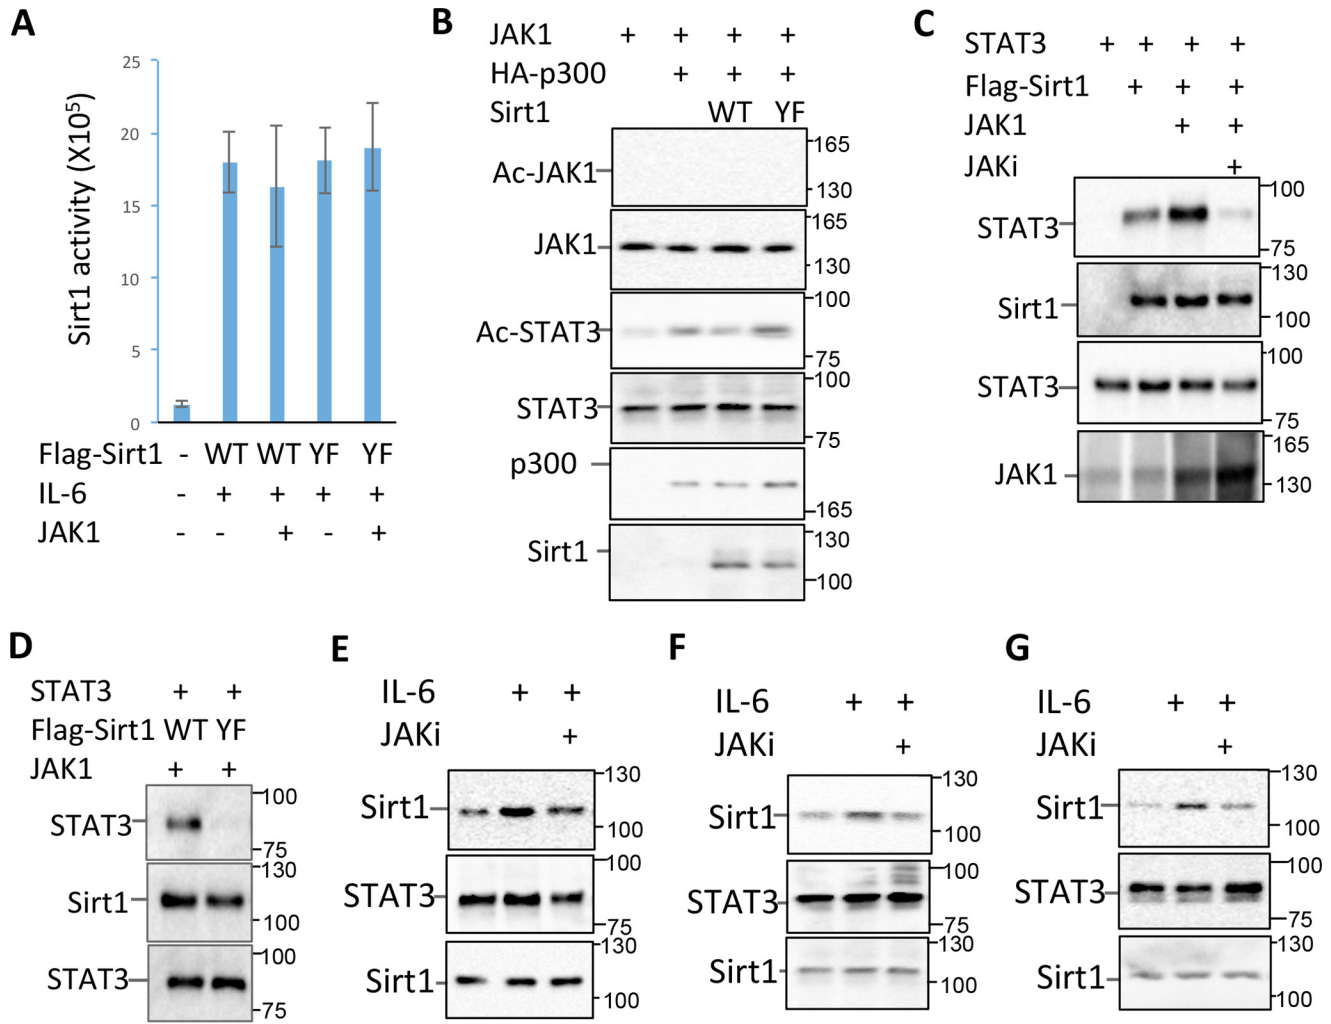 A
25
20
15
10
5
0
Sirt1 activity (X10⁵)
Flag-Sirt1 - WT WT YF YF
IL-6 - + + + +
JAK1 - - + - +
B
JAK1 + + + +
HA-p300 + + +
Sirt1 WT YF
Ac-JAK1 165 130
JAK1 165 130
Ac-STAT3 100 75
STAT3 100 75
p300 165
Sirt1 130 100
C
STAT3 + + + +
Flag-Sirt1 + + +
JAK1 + +
JAKi +
STAT3 100 75
Sirt1 130 100
STAT3 100 75
JAK1 165 130
D
STAT3 + +
Flag-Sirt1 WT YF
JAK1 + +
STAT3 100 75
Sirt1 130 100
STAT3 100 75
E
IL-6 + +
JAKi +
Sirt1 130 100
STAT3 100 75
Sirt1 130 100
F
IL-6 + +
JAKi +
Sirt1 130 100
STAT3 100 75
Sirt1 130 100
G
IL-6 + +
JAKi +
Sirt1 130 100
STAT3 100 75
Sirt1 130 100